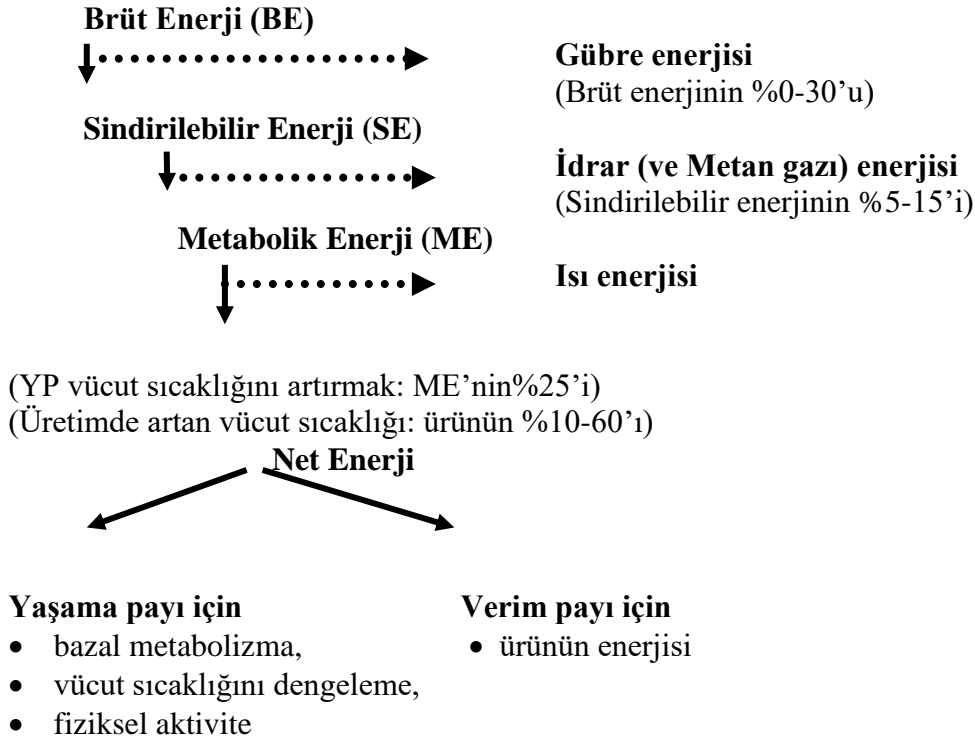 Brüt Enerji (BE)
Gübre enerjisi
(Brüt enerjinin %0-30’u)
Sindirilebilir Enerji (SE)
İdrar (ve Metan gazı) enerjisi
(Sindirilebilir enerjinin %5-15’i)
Metabolik Enerji (ME)
Isı enerjisi
(YP vücut sıcaklığını artırmak: ME’nin%25’i)
(Üretimde artan vücut sıcaklığı: ürünün %10-60’ı)
Net Enerji
Yaşama payı için
• bazal metabolizma,
• vücut sıcaklığını dengeleme,
• fiziksel aktivite
Verim payı için
• ürünün enerjisi